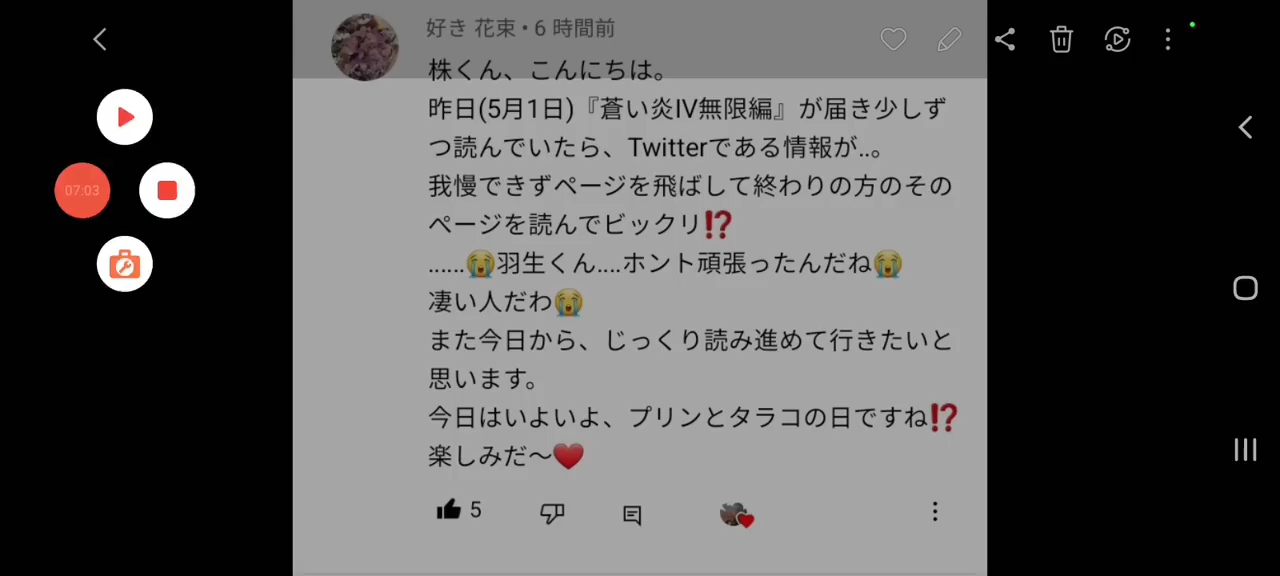 好き 花束 • 6 時間前
株くん、こんにちは。
昨日(5月1日)『蒼い炎Ⅳ無限編』が届き少しず
つ読んでいたら、Twitterである情報が..。
我慢できずページを飛ばして終わりの方のその
ページを読んでビックリ⁉️
......😭羽生くん....ホント頑張ったんだね😭
凄い人だわ😭
また今日から、じっくり読み進めて行きたいと
思います。
今日はいよいよ、プリンとタラコの日ですね⁉️
楽しみだ〜❤️
5
07:03